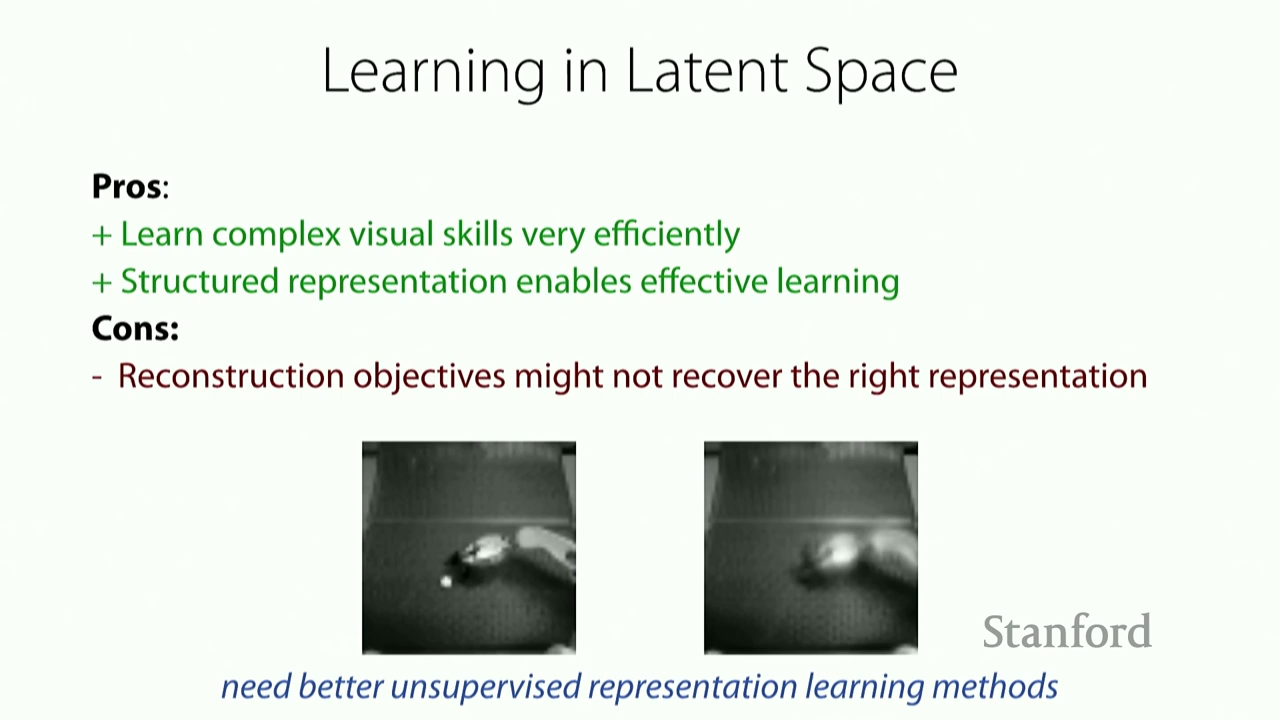 Learning in Latent Space
Pros:
+ Learn complex visual skills very efficiently
+ Structured representation enables effective learning
Cons:
- Reconstruction objectives might not recover the right representation
Stanford
need better unsupervised representation learning methods